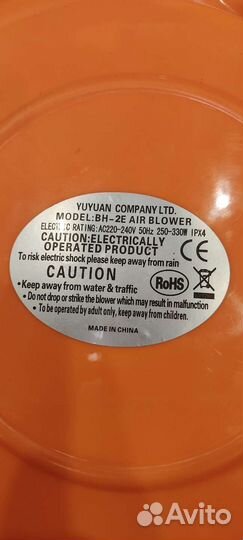 YUYUAN COMPANY LTD.
MODEL:BH-2E AIR BLOWER
ELECTRIC RATING:AC220-240V 50Hz 250-330W IPX4
CAUTION:ELECTRICALLY
OPERATED PRODUCT
CE
To risk electric shock please keep away from rain
CAUTION
RoHS
•Keep away from water & traffic
•Do not drop or strike the blower which may result in malfunction
•To be operated by adult only, keep away from children.
MADE IN CHINA
Avito